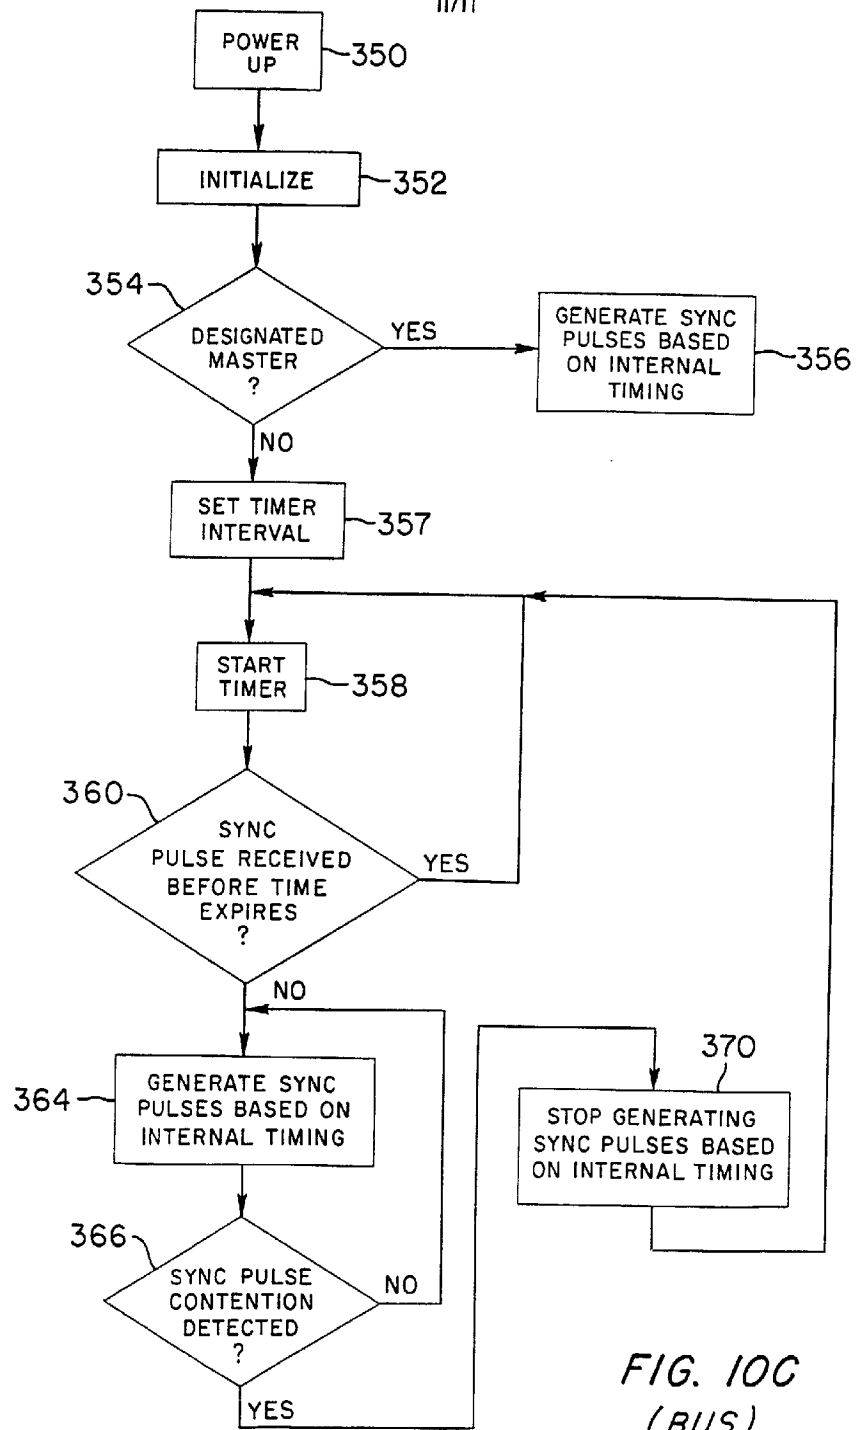 11/11
POWER
UP
350
INITIALIZE
352
354
DESIGNATED
MASTER
?
YES
GENERATE SYNC
PULSES BASED
ON INTERNAL
TIMING
356
NO
SET TIMER
INTERVAL
357
START
TIMER
358
360
SYNC
PULSE RECEIVED
BEFORE TIME
EXPIRES
?
YES
NO
364
GENERATE SYNC
PULSES BASED ON
INTERNAL TIMING
370
STOP GENERATING
SYNC PULSES BASED
ON INTERNAL TIMING
366
SYNC PULSE
CONTENTION
DETECTED
?
NO
YES
FIG. 10C
(BUS)